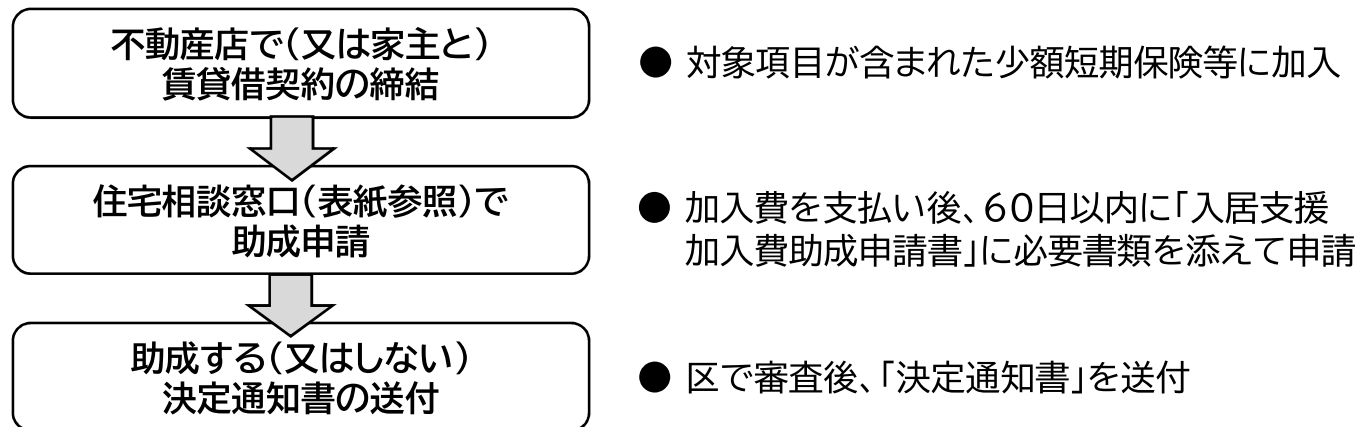 不動産店で(又は家主と)
賃貸借契約の締結
● 対象項目が含まれた少額短期保険等に加入
住宅相談窓口(表紙参照)で
助成申請
● 加入費を支払い後、60日以内に「入居支援
加入費助成申請書」に必要書類を添えて申請
助成する(又はしない)
決定通知書の送付
● 区で審査後、「決定通知書」を送付